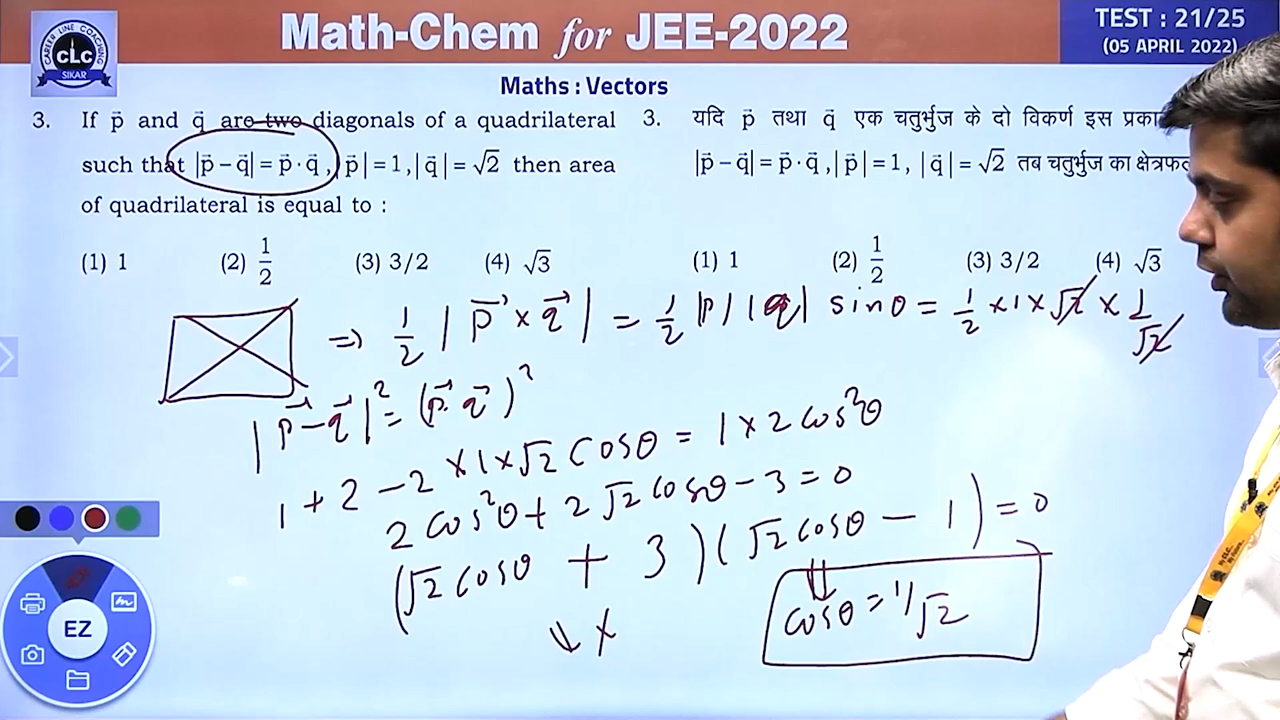 CAREER LINE COACHING
CLC
SIKAR
Math-Chem for JEE-2022
TEST : 21/25
(05 APRIL 2022)
Maths : Vectors
3. If p⃗ and q⃗ are two diagonals of a quadrilateral
such that |p⃗ − q⃗| = p⃗ · q⃗ , |p⃗| = 1, |q⃗| = √2 then area
of quadrilateral is equal to :
(1) 1 (2) 1/2 (3) 3/2 (4) √3
3. यदि p⃗ तथा q⃗ एक चतुर्भुज के दो विकर्ण इस
|p⃗ − q⃗| = p⃗ · q⃗ , |p⃗| = 1, |q⃗| = √2 तब चतुर्भुज का
(1) 1 (2) 1/2 (3) 3/2 (4) √3
⇒ 1/2 |p⃗ × q⃗| = 1/2 |p| |q| sinθ = 1/2 × 1 × √2 × 1/√2
|p⃗ − q⃗|² = (p⃗ · q⃗)²
1 + 2 − 2 × 1 × √2 cosθ = 1 × 2 cos²θ
2 cos²θ + 2√2 cosθ − 3 = 0
(√2 cosθ + 3)(√2 cosθ − 1) = 0
↓ × ⇓ cosθ = 1/√2
EZ